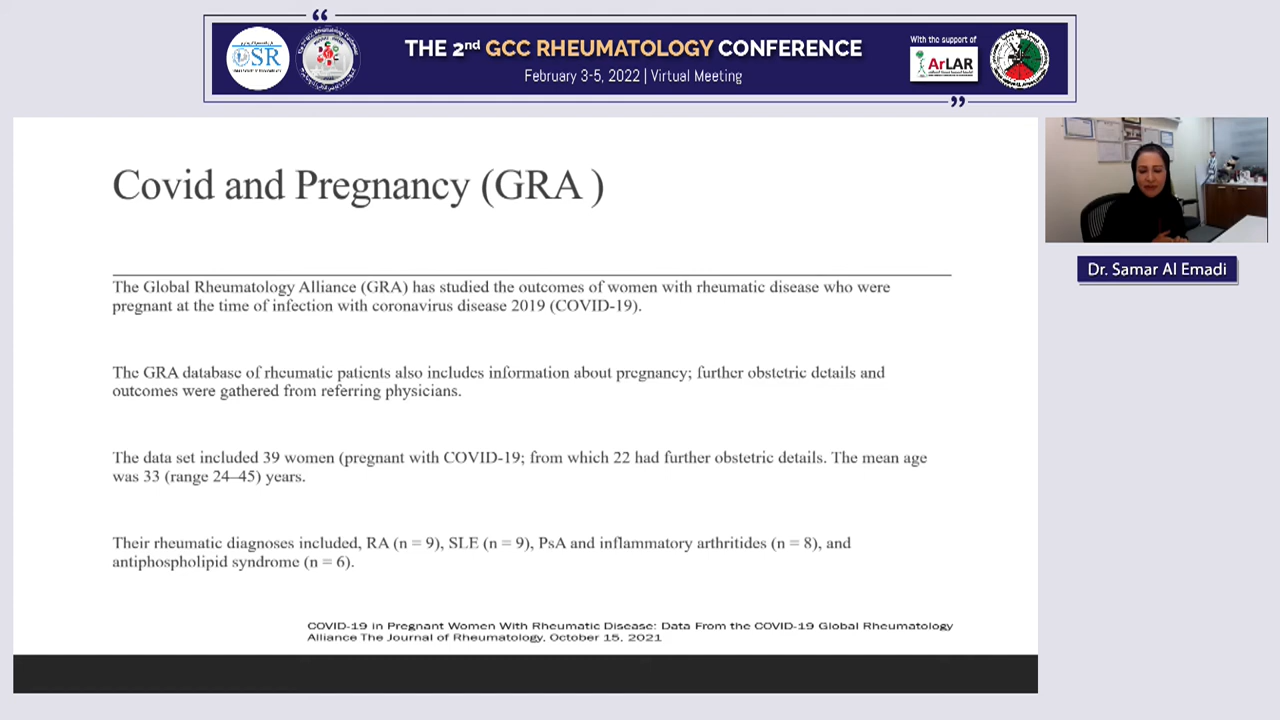 “
THE 2nd GCC RHEUMATOLOGY CONFERENCE
February 3-5, 2022 | Virtual Meeting
With the support of
OSR
ArLAR
”
Covid and Pregnancy (GRA )
The Global Rheumatology Alliance (GRA) has studied the outcomes of women with rheumatic disease who were
pregnant at the time of infection with coronavirus disease 2019 (COVID-19).
The GRA database of rheumatic patients also includes information about pregnancy; further obstetric details and
outcomes were gathered from referring physicians.
The data set included 39 women (pregnant with COVID-19; from which 22 had further obstetric details. The mean age
was 33 (range 24–45) years.
Their rheumatic diagnoses included, RA (n = 9), SLE (n = 9), PsA and inflammatory arthritides (n = 8), and
antiphospholipid syndrome (n = 6).
COVID-19 in Pregnant Women With Rheumatic Disease: Data From the COVID-19 Global Rheumatology
Alliance The Journal of Rheumatology, October 15, 2021
Dr. Samar Al Emadi